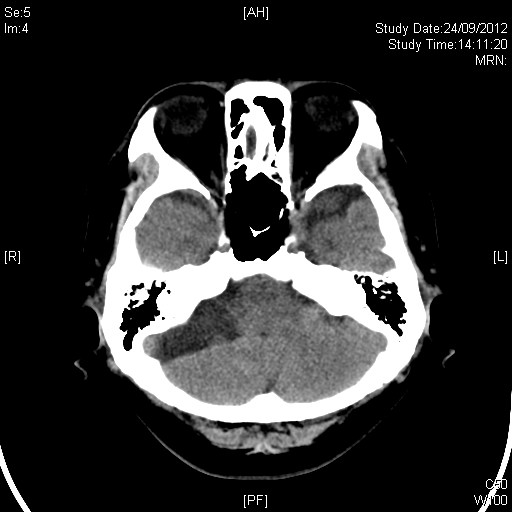 Se:5
Im:4
[AH]
Study Date:24/09/2012
Study Time:14:11:20
MRN:
[R]
[L]
[PF]
C50
W100